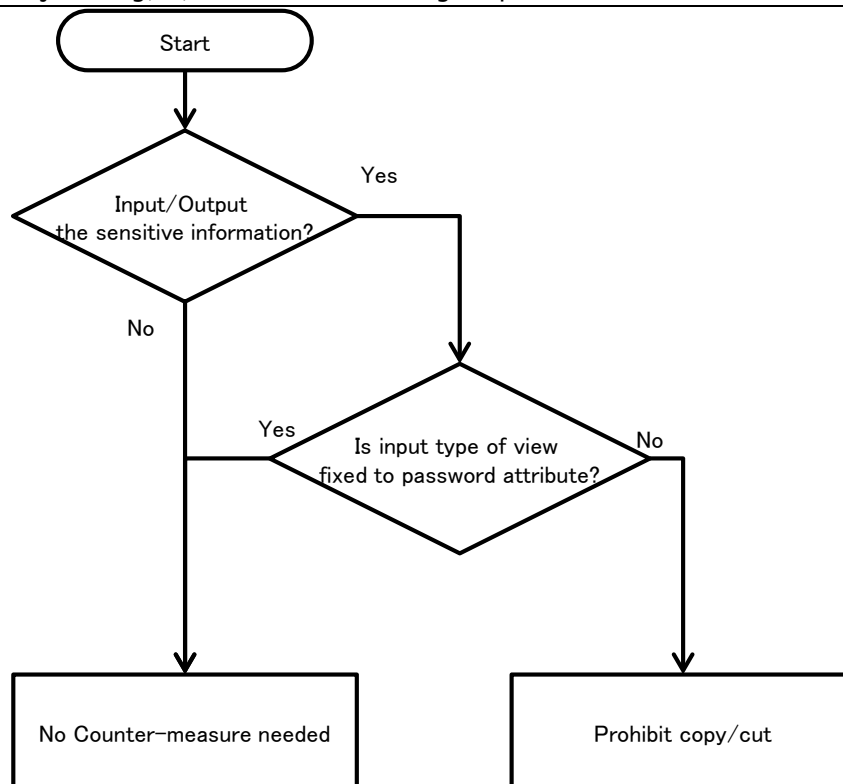 Start
Yes
Input/Output
the sensitive information?
No
Yes
Is input type of view
fixed to password attribute?
No
No Counter-measure needed
Prohibit copy/cut